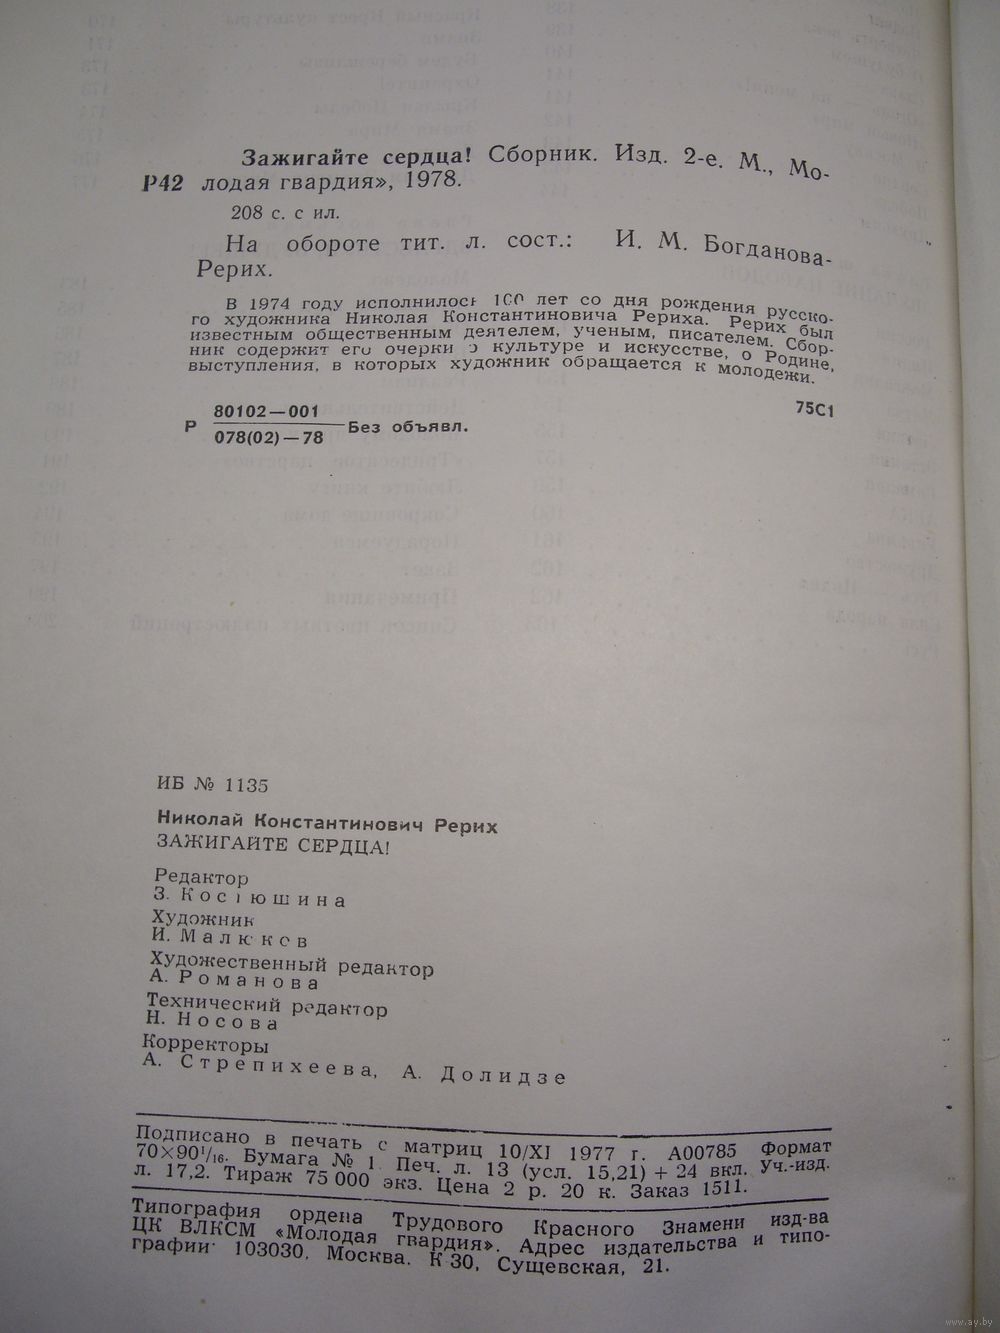 Зажигайте сердца! Сборник. Изд. 2-е. М., Мо-
Р42 лодая гвардия», 1978.
208 с. с ил.
На обороте тит. л. сост.: И. М. Богданова-
Рерих.
В 1974 году исполнилось 100 лет со дня рождения русско-
го художника Николая Константиновича Рериха. Рерих был
известным общественным деятелем, ученым, писателем. Сбор-
ник содержит его очерки о культуре и искусстве, о Родине,
выступления, в которых художник обращается к молодежи.
Р 80102—001
078(02)—78 Без объявл.
75С1
ИБ № 1135
Николай Константинович Рерих
ЗАЖИГАЙТЕ СЕРДЦА!
Редактор
З. Костюшина
Художник
И. Малюков
Художественный редактор
А. Романова
Технический редактор
Н. Носова
Корректоры
А. Стрепихеева, А. Долидзе
Подписано в печать с матриц 10/XI 1977 г. А00785 Формат
70×90¹/₁₆. Бумага № 1. Печ. л. 13 (усл. 15,21) + 24 вкл. Уч.-изд.
л. 17,2. Тираж 75 000 экз. Цена 2 р. 20 к. Заказ 1511.
Типография ордена Трудового Красного Знамени изд-ва
ЦК ВЛКСМ «Молодая гвардия». Адрес издательства и типо-
графии: 103030, Москва. К-30, Сущевская, 21.
www.ay.by